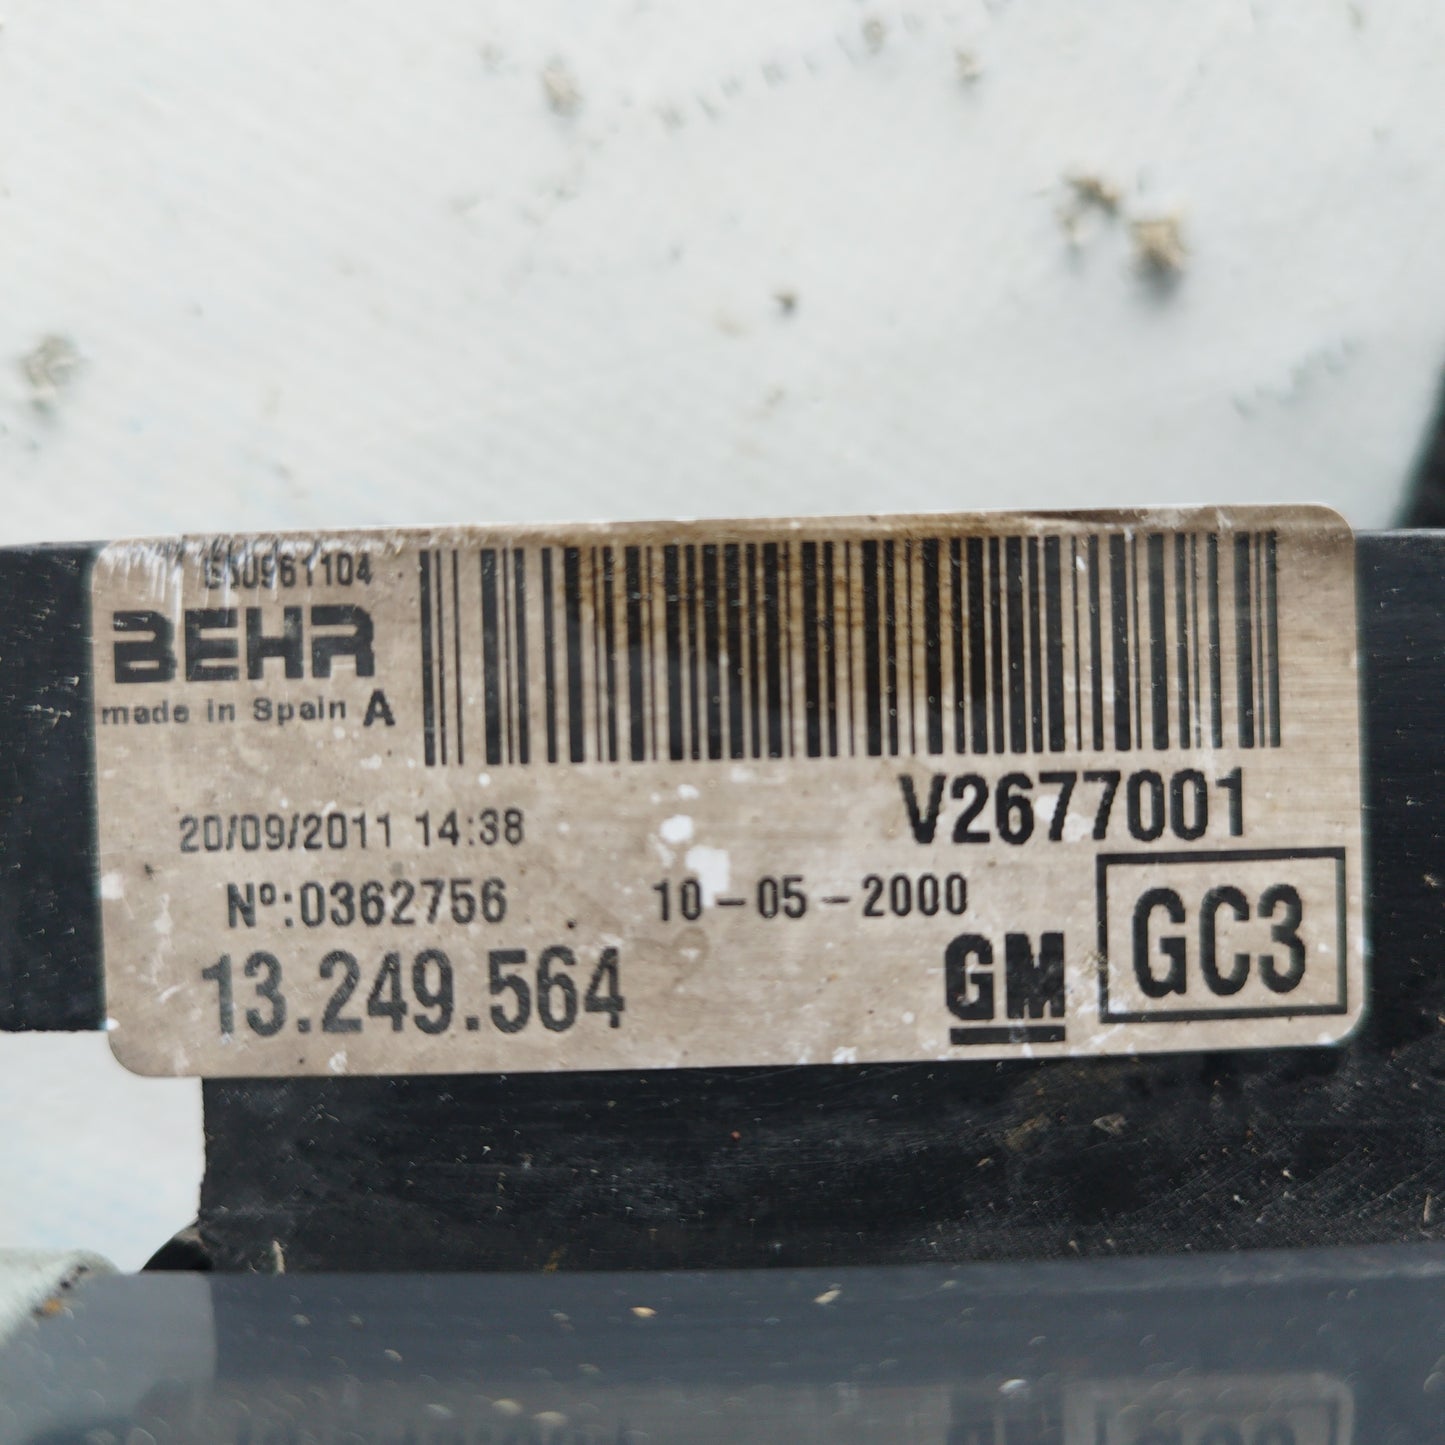 BEHR
made in Spain A
V2677001
20/09/2011 14:38
Nº:0362756
10-05-2000
13.249.564
GM
GC3